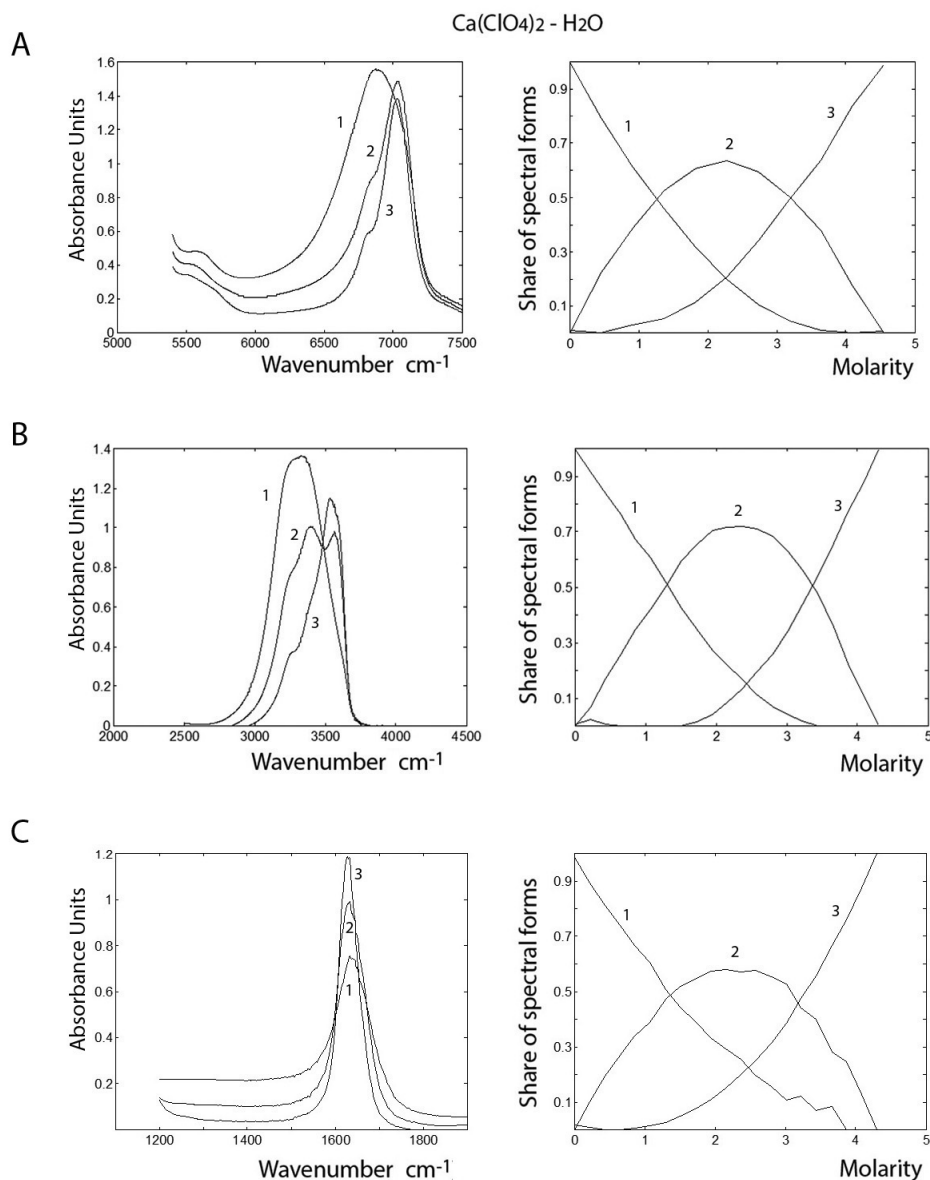 Ca(ClO4)2 - H2O
A
Absorbance Units
1.6
1.4
1.2
1
0.8
0.6
0.4
0.2
0
5000 5500 6000 6500 7000 7500
Wavenumber cm-1
1
2
3
Share of spectral forms
0.9
0.7
0.5
0.3
0.1
0 1 2 3 4 5
Molarity
1
2
3
B
Absorbance Units
1.4
1.2
1
0.8
0.6
0.4
0.2
0
2000 2500 3000 3500 4000 4500
Wavenumber cm-1
1
2
3
Share of spectral forms
0.9
0.7
0.5
0.3
0.1
0 1 2 3 4 5
Molarity
1
2
3
C
Absorbance Units
1.2
1
0.8
0.6
0.4
0.2
1200 1400 1600 1800
Wavenumber cm-1
3
2
1
Share of spectral forms
0.9
0.7
0.5
0.3
0.1
0 1 2 3 4 5
Molarity
1
2
3